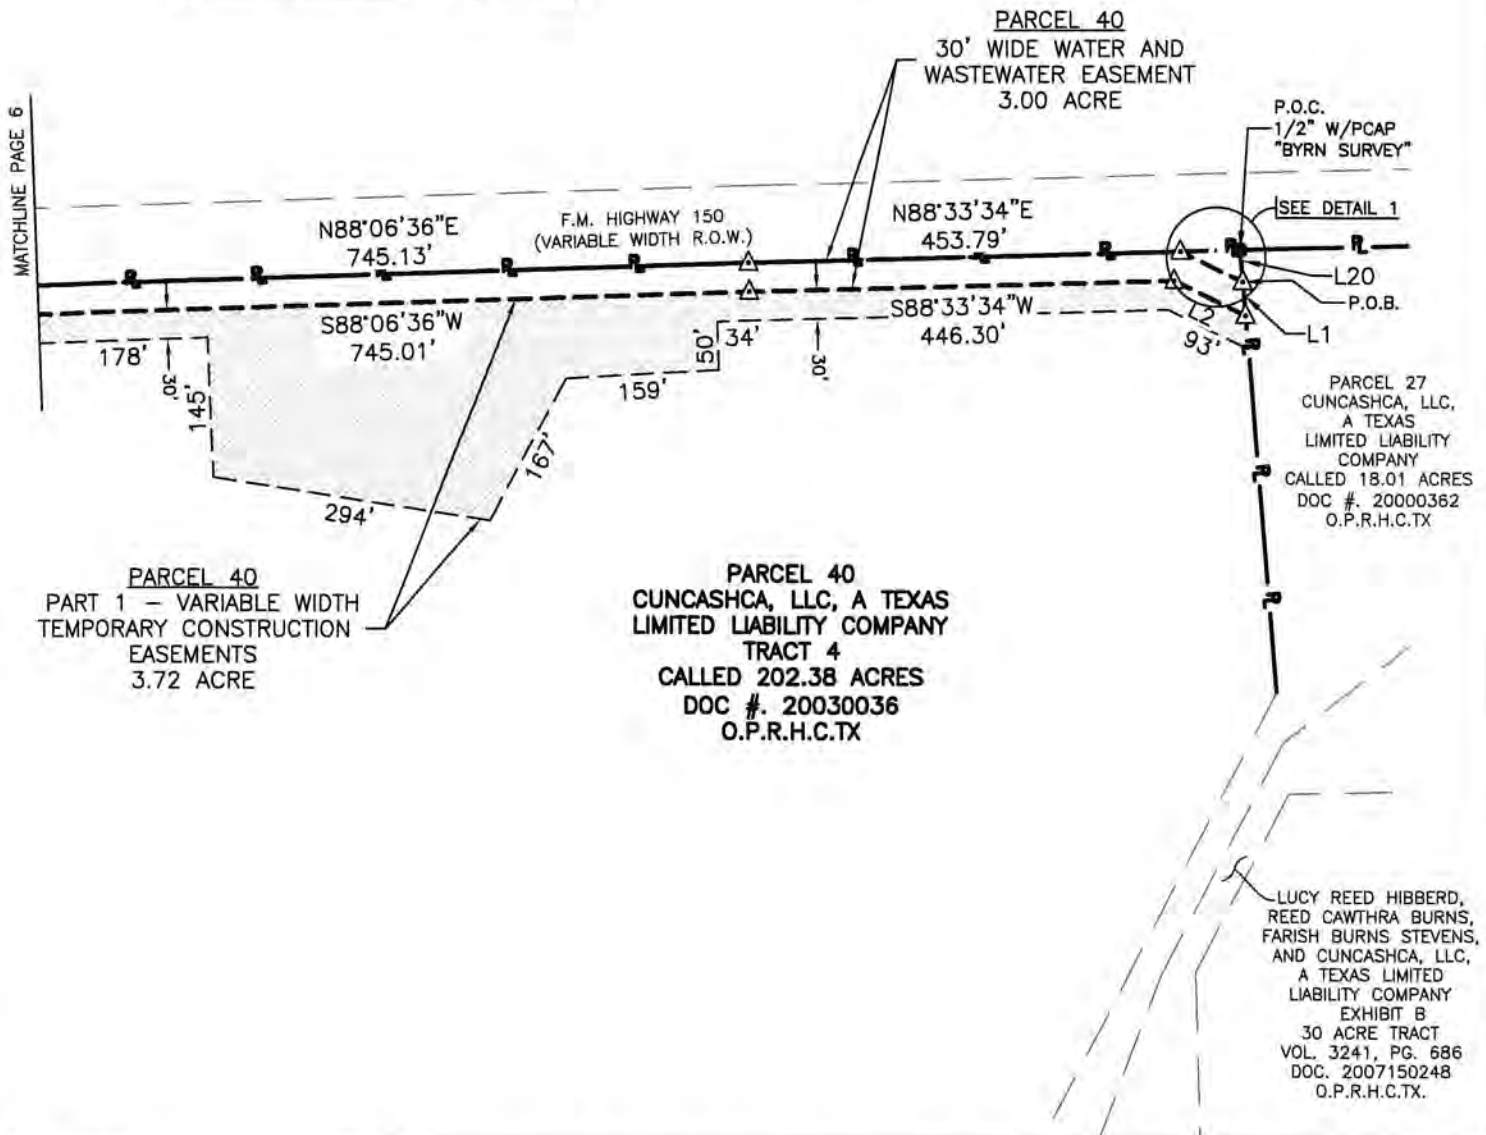 PARCEL 40
30' WIDE WATER AND
WASTEWATER EASEMENT
3.00 ACRE
P.O.C.
1/2" W/PCAP
"BYRN SURVEY"
MATCHLINE PAGE 6
SEE DETAIL 1
N88°06'36"E
745.13'
F.M. HIGHWAY 150
(VARIABLE WIDTH R.O.W.)
N88°33'34"E
453.79'
L20
P.O.B.
L1
L2
93'
S88°06'36"W
745.01'
S88°33'34"W
446.30'
178'
30'
145'
294'
167'
159'
50'
34'
30'
PARCEL 27
CUNCASHCA, LLC,
A TEXAS
LIMITED LIABILITY
COMPANY
CALLED 18.01 ACRES
DOC #. 20000362
O.P.R.H.C.TX
PARCEL 40
PART 1 - VARIABLE WIDTH
TEMPORARY CONSTRUCTION
EASEMENTS
3.72 ACRE
PARCEL 40
CUNCASHCA, LLC, A TEXAS
LIMITED LIABILITY COMPANY
TRACT 4
CALLED 202.38 ACRES
DOC #. 20030036
O.P.R.H.C.TX
LUCY REED HIBBERD,
REED CAWTHRA BURNS,
FARISH BURNS STEVENS,
AND CUNCASHCA, LLC,
A TEXAS LIMITED
LIABILITY COMPANY
EXHIBIT B
30 ACRE TRACT
VOL. 3241, PG. 686
DOC. 2007150248
O.P.R.H.C.TX.